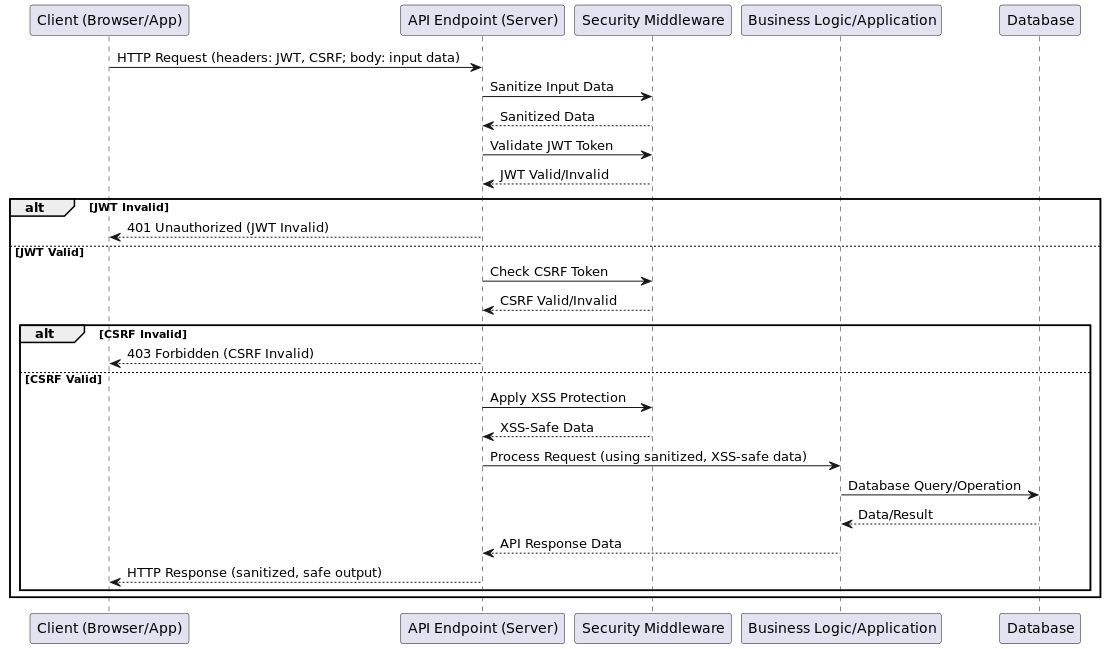 Client (Browser/App)
API Endpoint (Server)
Security Middleware
Business Logic/Application
Database
HTTP Request (headers: JWT, CSRF; body: input data)
Sanitize Input Data
Sanitized Data
Validate JWT Token
JWT Valid/Invalid
alt
[JWT Invalid]
401 Unauthorized (JWT Invalid)
[JWT Valid]
Check CSRF Token
CSRF Valid/Invalid
alt
[CSRF Invalid]
403 Forbidden (CSRF Invalid)
[CSRF Valid]
Apply XSS Protection
XSS-Safe Data
Process Request (using sanitized, XSS-safe data)
Database Query/Operation
Data/Result
API Response Data
HTTP Response (sanitized, safe output)
Client (Browser/App)
API Endpoint (Server)
Security Middleware
Business Logic/Application
Database